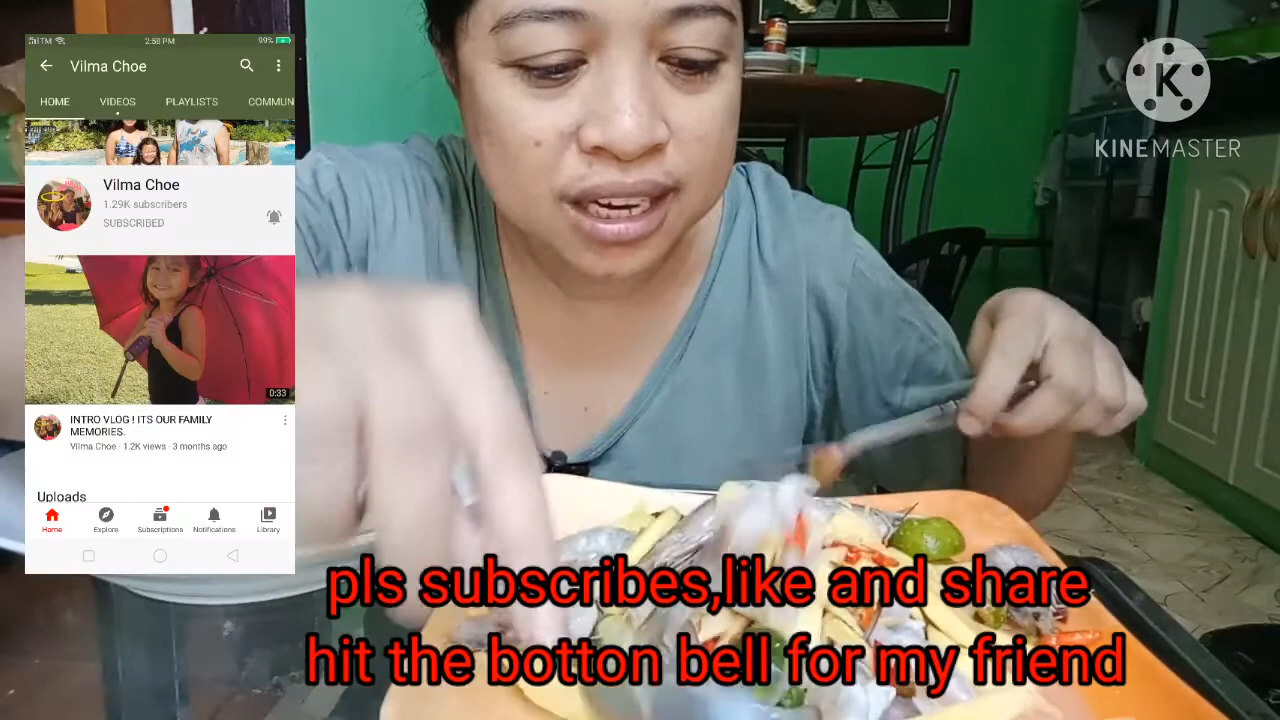 TM
2:58 PM
99%
Vilma Choe
HOME VIDEOS PLAYLISTS COMMUN
Vilma Choe
1.29K subscribers
SUBSCRIBED
0:33
INTRO VLOG ! ITS OUR FAMILY
MEMORIES.
Vilma Choe · 1.2K views · 3 months ago
Uploads
Home Explore Subscriptions Notifications Library
K
KINEMASTER
pls subscribes,like and share
hit the botton bell for my friend